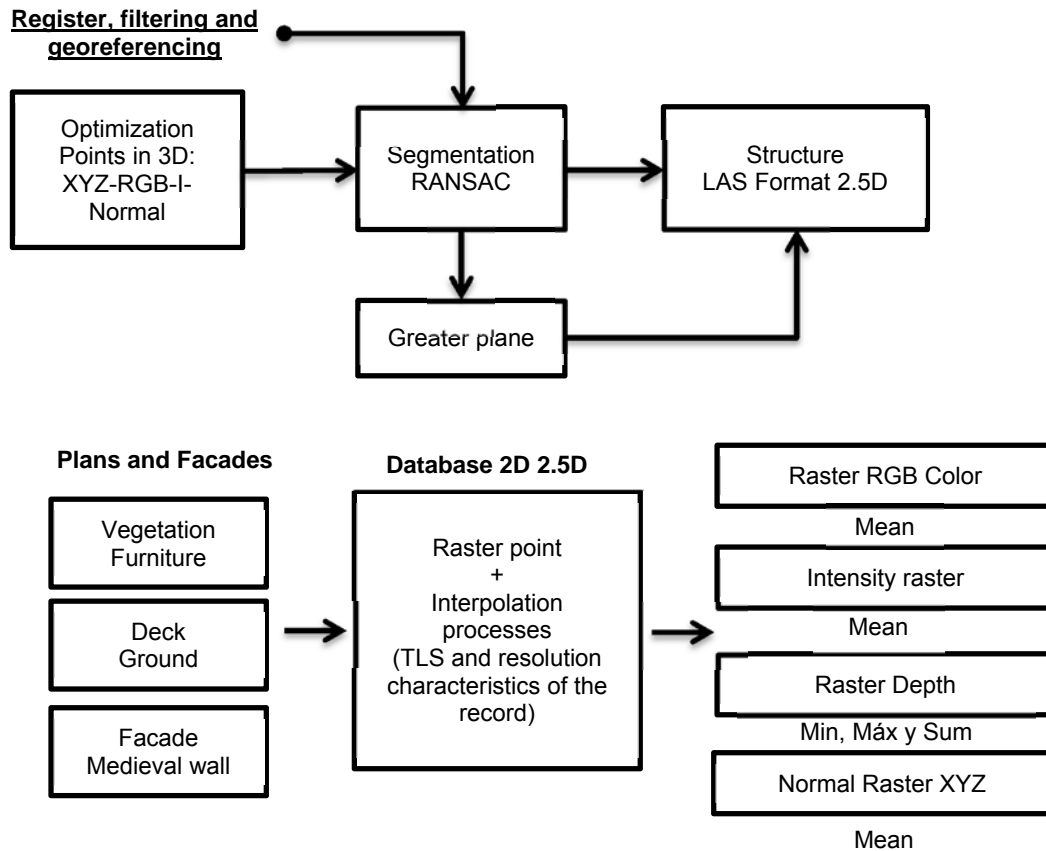 Register, filtering and
georeferencing
Optimization
Points in 3D:
XYZ-RGB-I-
Normal
Segmentation
RANSAC
Structure
LAS Format 2.5D
Greater plane
Plans and Facades
Vegetation
Furniture
Deck
Ground
Facade
Medieval wall
Database 2D 2.5D
Raster point
+
Interpolation
processes
(TLS and resolution
characteristics of the
record)
Raster RGB Color
Mean
Intensity raster
Mean
Raster Depth
Min, Máx y Sum
Normal Raster XYZ
Mean